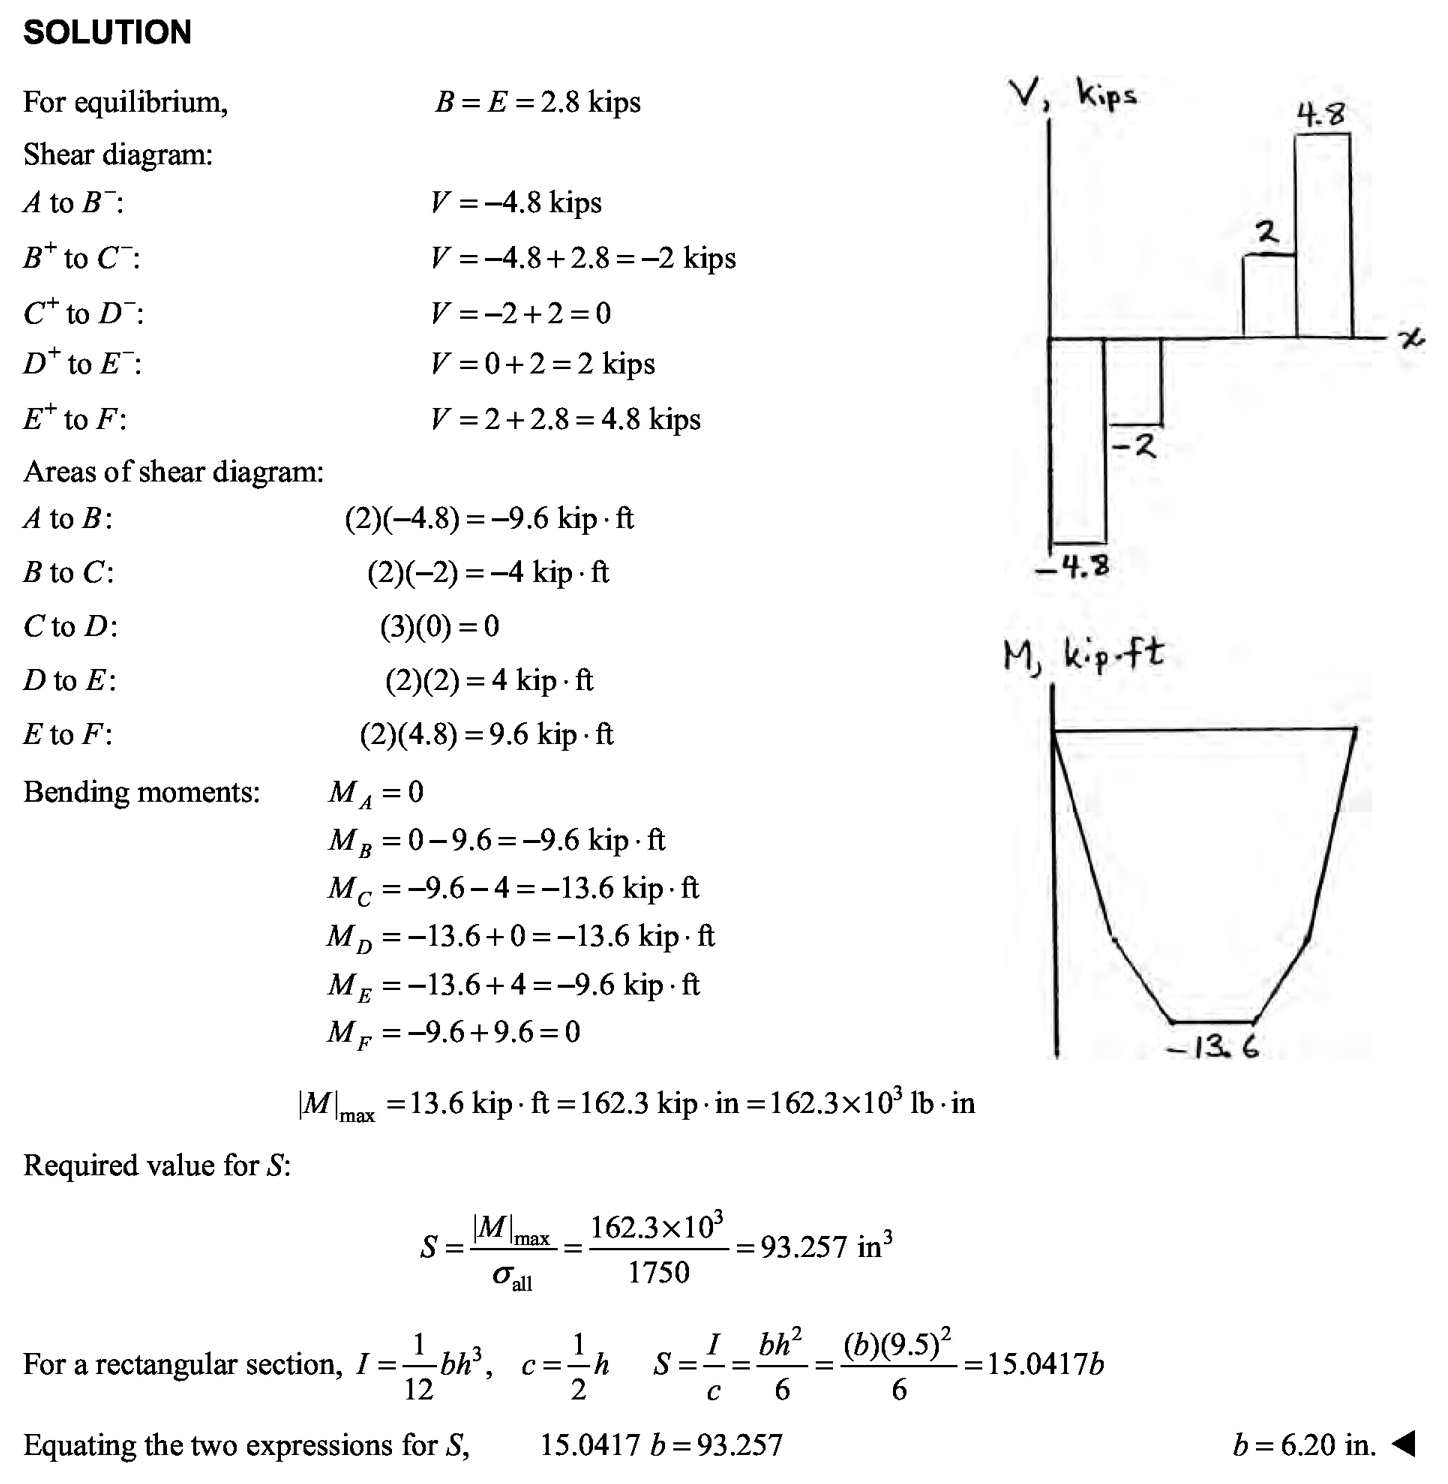 SOLUTION
For equilibrium, B = E = 2.8 kips
Shear diagram:
A to B⁻: V = −4.8 kips
B⁺ to C⁻: V = −4.8 + 2.8 = −2 kips
C⁺ to D⁻: V = −2 + 2 = 0
D⁺ to E⁻: V = 0 + 2 = 2 kips
E⁺ to F: V = 2 + 2.8 = 4.8 kips
Areas of shear diagram:
A to B: (2)(−4.8) = −9.6 kip · ft
B to C: (2)(−2) = −4 kip · ft
C to D: (3)(0) = 0
D to E: (2)(2) = 4 kip · ft
E to F: (2)(4.8) = 9.6 kip · ft
Bending moments: M_A = 0
M_B = 0 − 9.6 = −9.6 kip · ft
M_C = −9.6 − 4 = −13.6 kip · ft
M_D = −13.6 + 0 = −13.6 kip · ft
M_E = −13.6 + 4 = −9.6 kip · ft
M_F = −9.6 + 9.6 = 0
|M|_max = 13.6 kip · ft = 162.3 kip · in = 162.3×10³ lb · in
Required value for S:
S = |M|_max / σ_all = 162.3×10³ / 1750 = 93.257 in³
For a rectangular section, I = 1/12 bh³, c = 1/2 h S = I/c = bh²/6 = (b)(9.5)²/6 = 15.0417b
Equating the two expressions for S, 15.0417 b = 93.257 b = 6.20 in. ◀
V, kips
4.8
2
x
−2
−4.8
M, kip·ft
−13.6